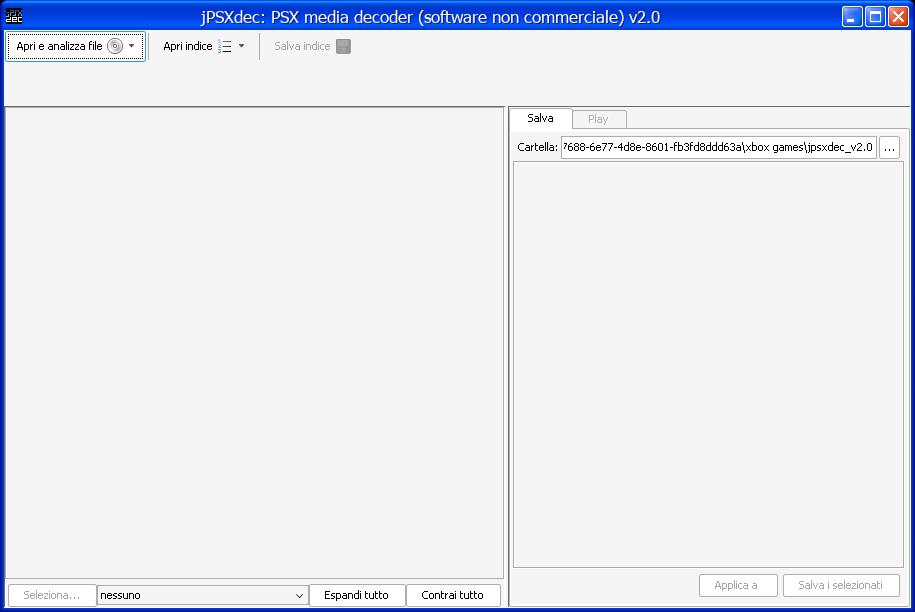 jPSXdec: PSX media decoder (software non commerciale) v2.0
Apri e analizza file
Apri indice
Salva indice
Salva
Play
Cartella: 7688-6e77-4d8e-8601-fb3fd8ddd63a\xbox games\jpsxdec_v2.0 ...
Applica a
Salva i selezionati
Seleziona...
nessuno
Espandi tutto
Contrai tutto